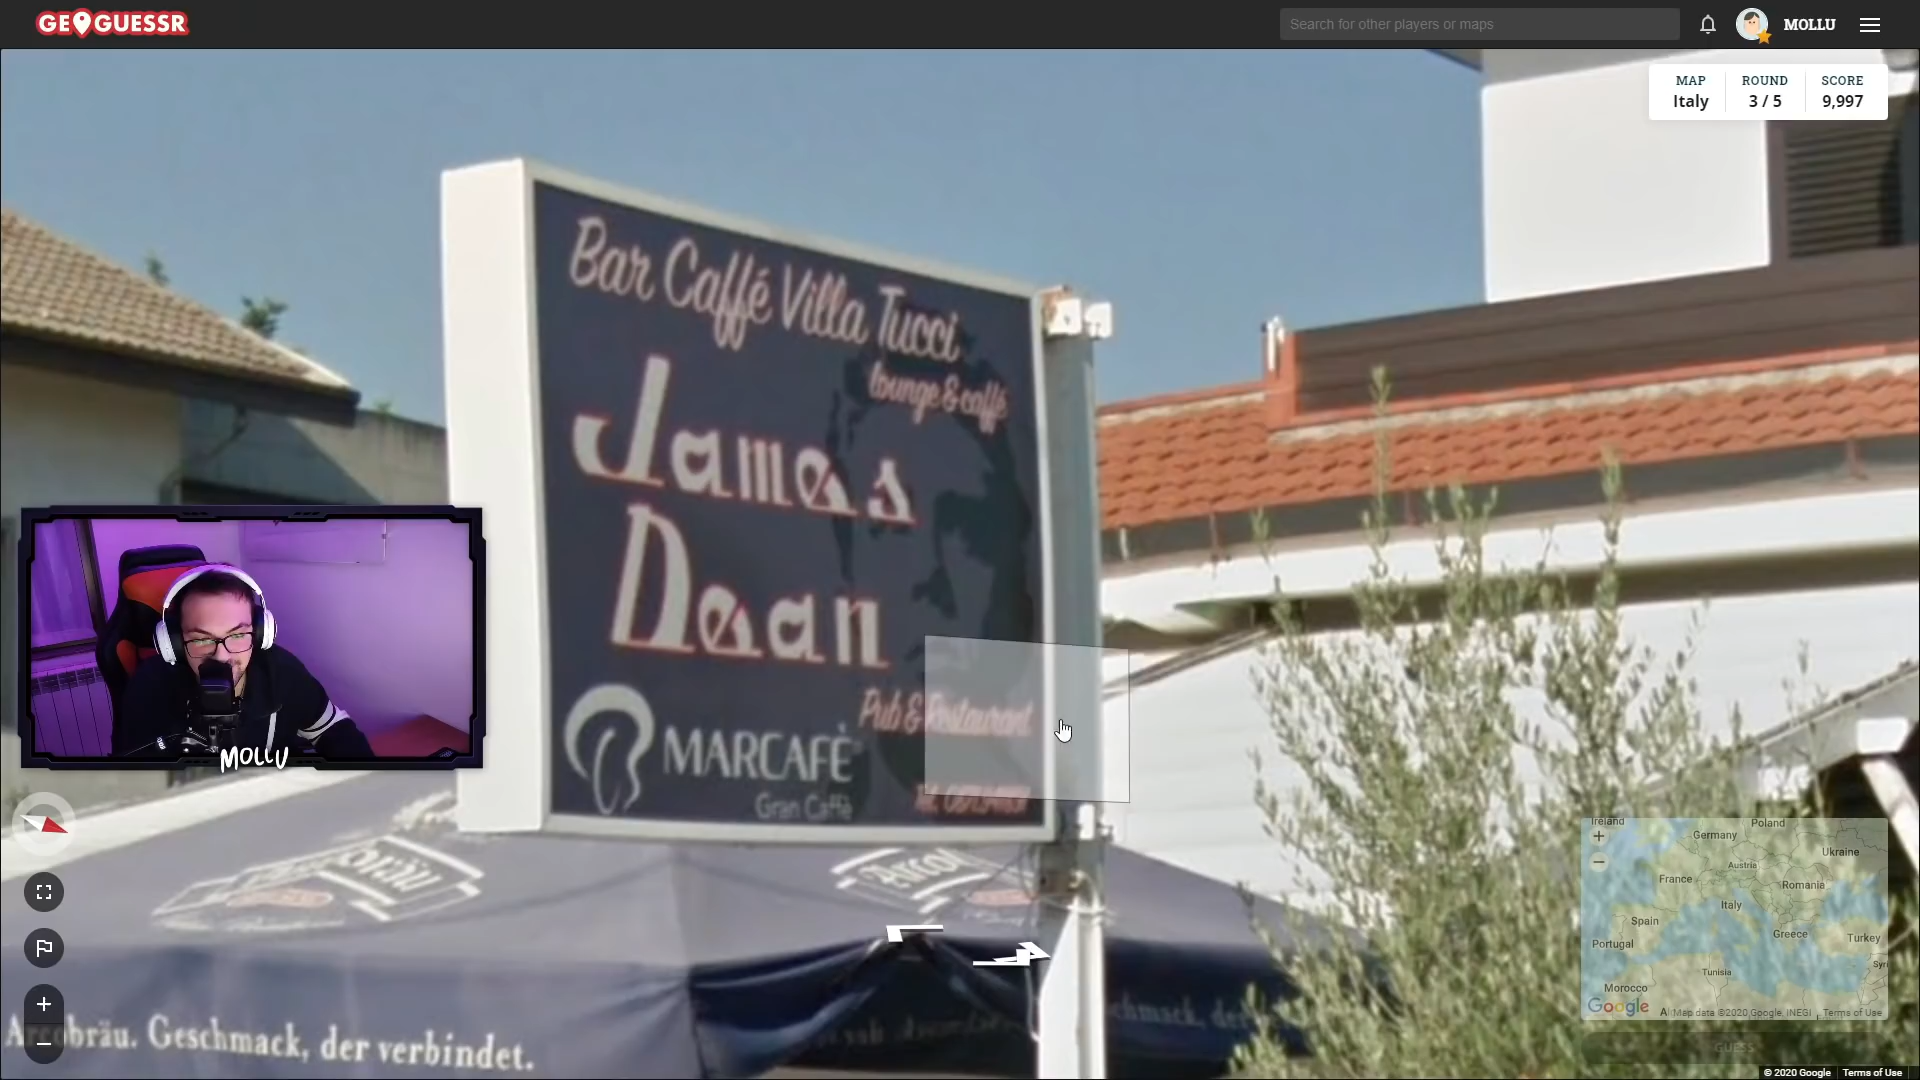 GEOGUESSR
Search for other players or maps
MOLLU
MAP
Italy
ROUND
3 / 5
SCORE
9,997
Bar Caffé Villa Tucci
lounge & caffé
James
Dean
Pub & Restaurant
MARCAFÈ
Gran Caffè
MOLLU
Arcobräu. Geschmack, der verbindet.
Ireland
Poland
Germany
Ukraine
Austria
France
Romania
Italy
Spain
Greece
Portugal
Turkey
Tunisia
Morocco
Google
Map data ©2020 Google, INEGI
Terms of Use
GUESS
© 2020 Google
Terms of Use